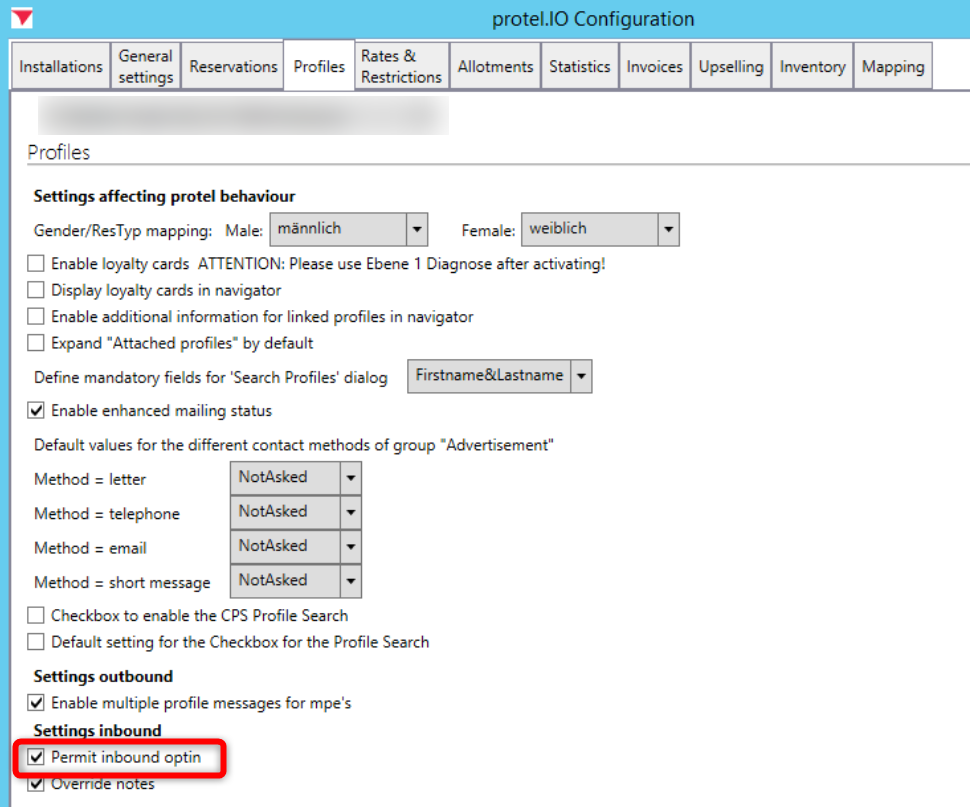 protel.IO Configuration
Installations General settings Reservations Profiles Rates & Restrictions Allotments Statistics Invoices Upselling Inventory Mapping
Profiles
Settings affecting protel behaviour
Gender/ResTyp mapping: Male: männlich Female: weiblich
Enable loyalty cards ATTENTION: Please use Ebene 1 Diagnose after activating!
Display loyalty cards in navigator
Enable additional information for linked profiles in navigator
Expand "Attached profiles" by default
Define mandatory fields for 'Search Profiles' dialog Firstname&Lastname
Enable enhanced mailing status
Default values for the different contact methods of group "Advertisement"
Method = letter NotAsked
Method = telephone NotAsked
Method = email NotAsked
Method = short message NotAsked
Checkbox to enable the CPS Profile Search
Default setting for the Checkbox for the Profile Search
Settings outbound
Enable multiple profile messages for mpe's
Settings inbound
Permit inbound optin
Override notes